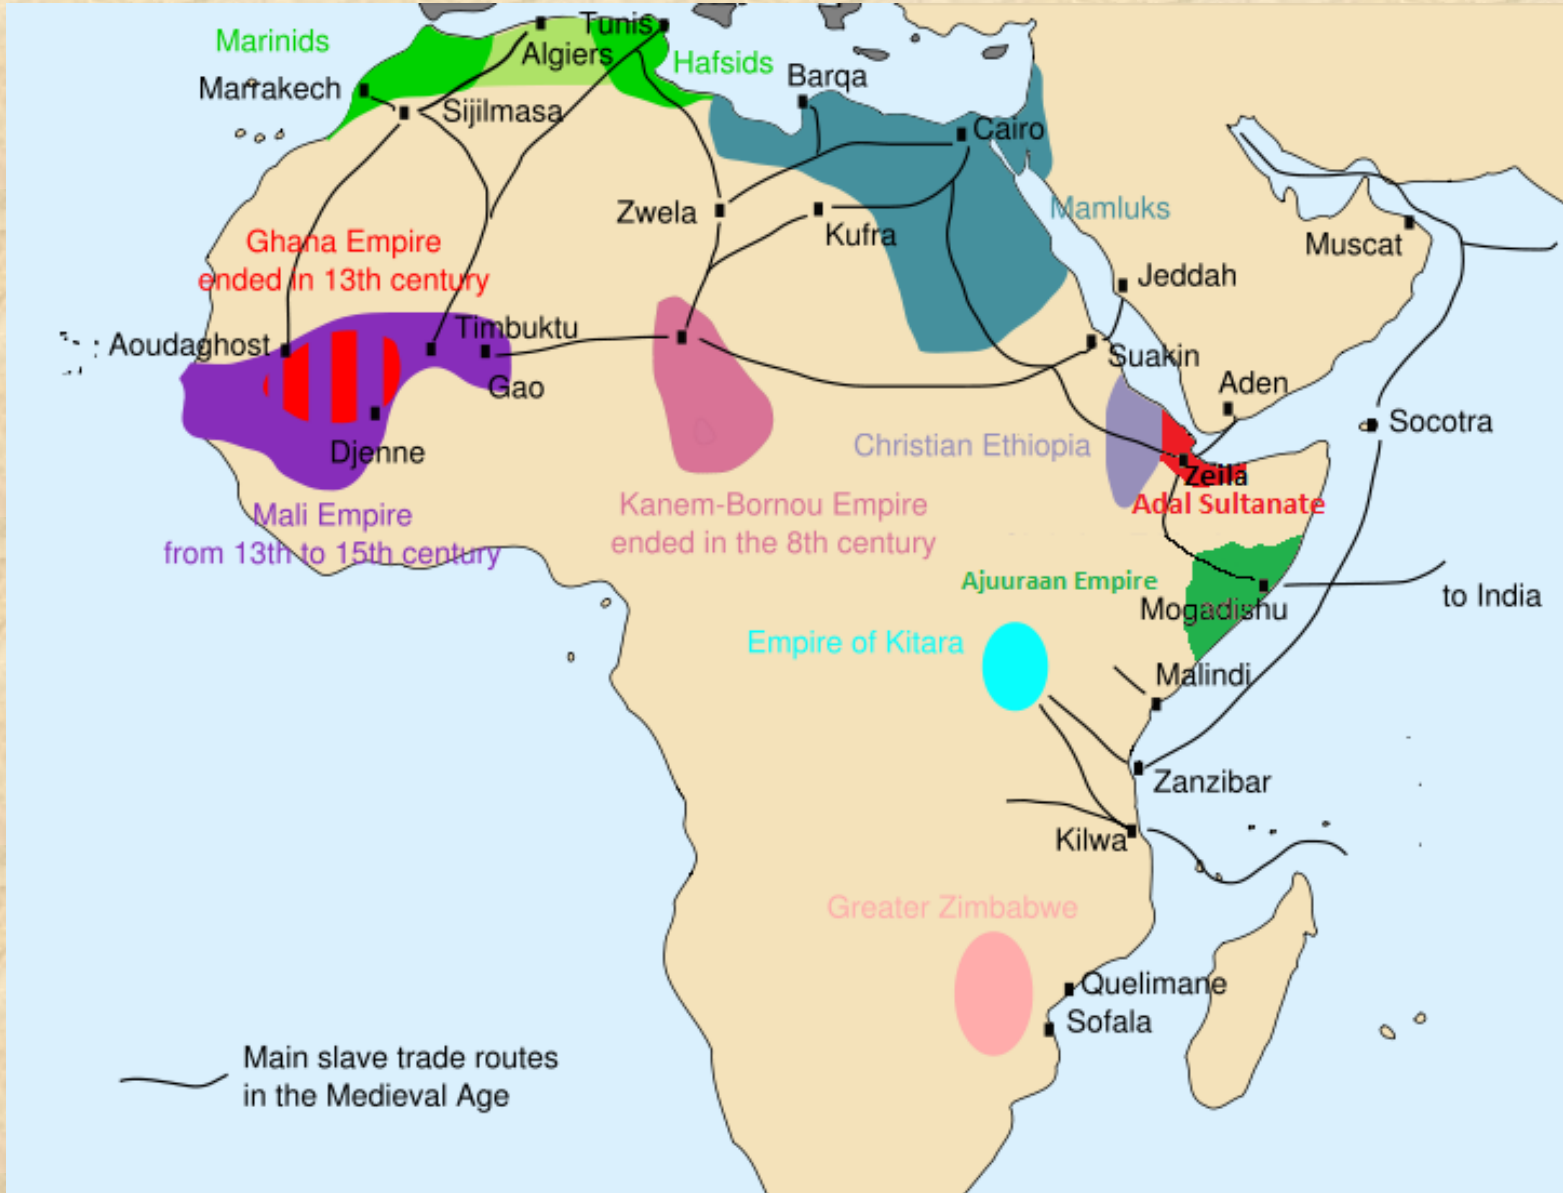 Marinids
Tunis
Algiers
Hafsids
Marrakech
Barqa
Sijilmasa
Cairo
Zwela
Mamluks
Kufra
Muscat
Ghana Empire
ended in 13th century
Jeddah
Timbuktu
Aoudaghost
Suakin
Gao
Aden
Socotra
Djenne
Christian Ethiopia
Zeila
Adal Sultanate
Kanem-Bornou Empire
ended in the 8th century
Mali Empire
from 13th to 15th century
Ajuuraan Empire
Mogadishu
to India
Empire of Kitara
Malindi
Zanzibar
Kilwa
Greater Zimbabwe
Quelimane
Sofala
Main slave trade routes
in the Medieval Age